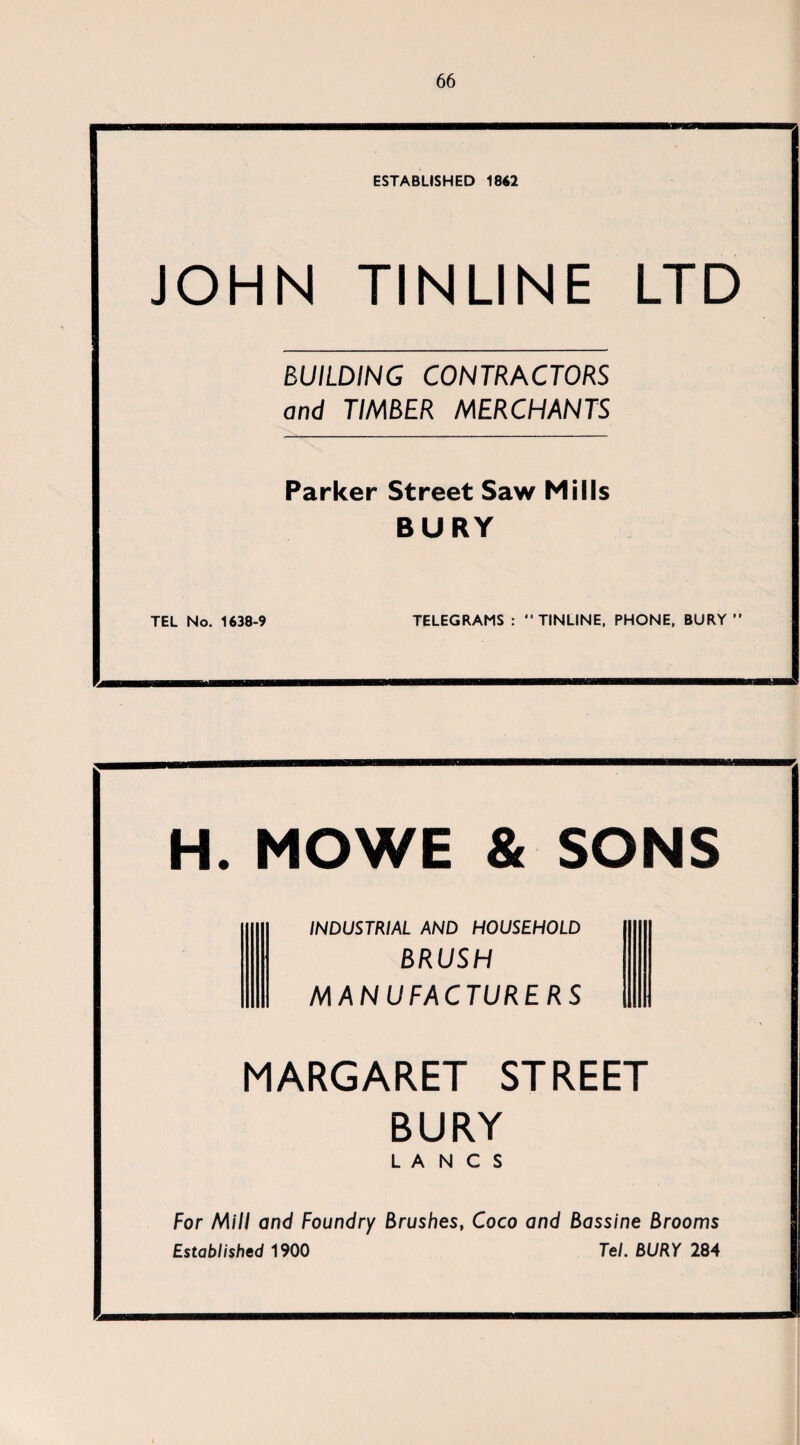 66
ESTABLISHED 1862
JOHN TINLINE LTD
BUILDING CONTRACTORS
and TIMBER MERCHANTS
Parker Street Saw Mills
BURY
TEL No. 1638-9 TELEGRAMS : "TINLINE, PHONE, BURY"
H. MOWE & SONS
INDUSTRIAL AND HOUSEHOLD
BRUSH
MANUFACTURERS
MARGARET STREET
BURY
LANCS
For Mill and Foundry Brushes, Coco and Bassine Brooms
Established 1900 Tel. BURY 284